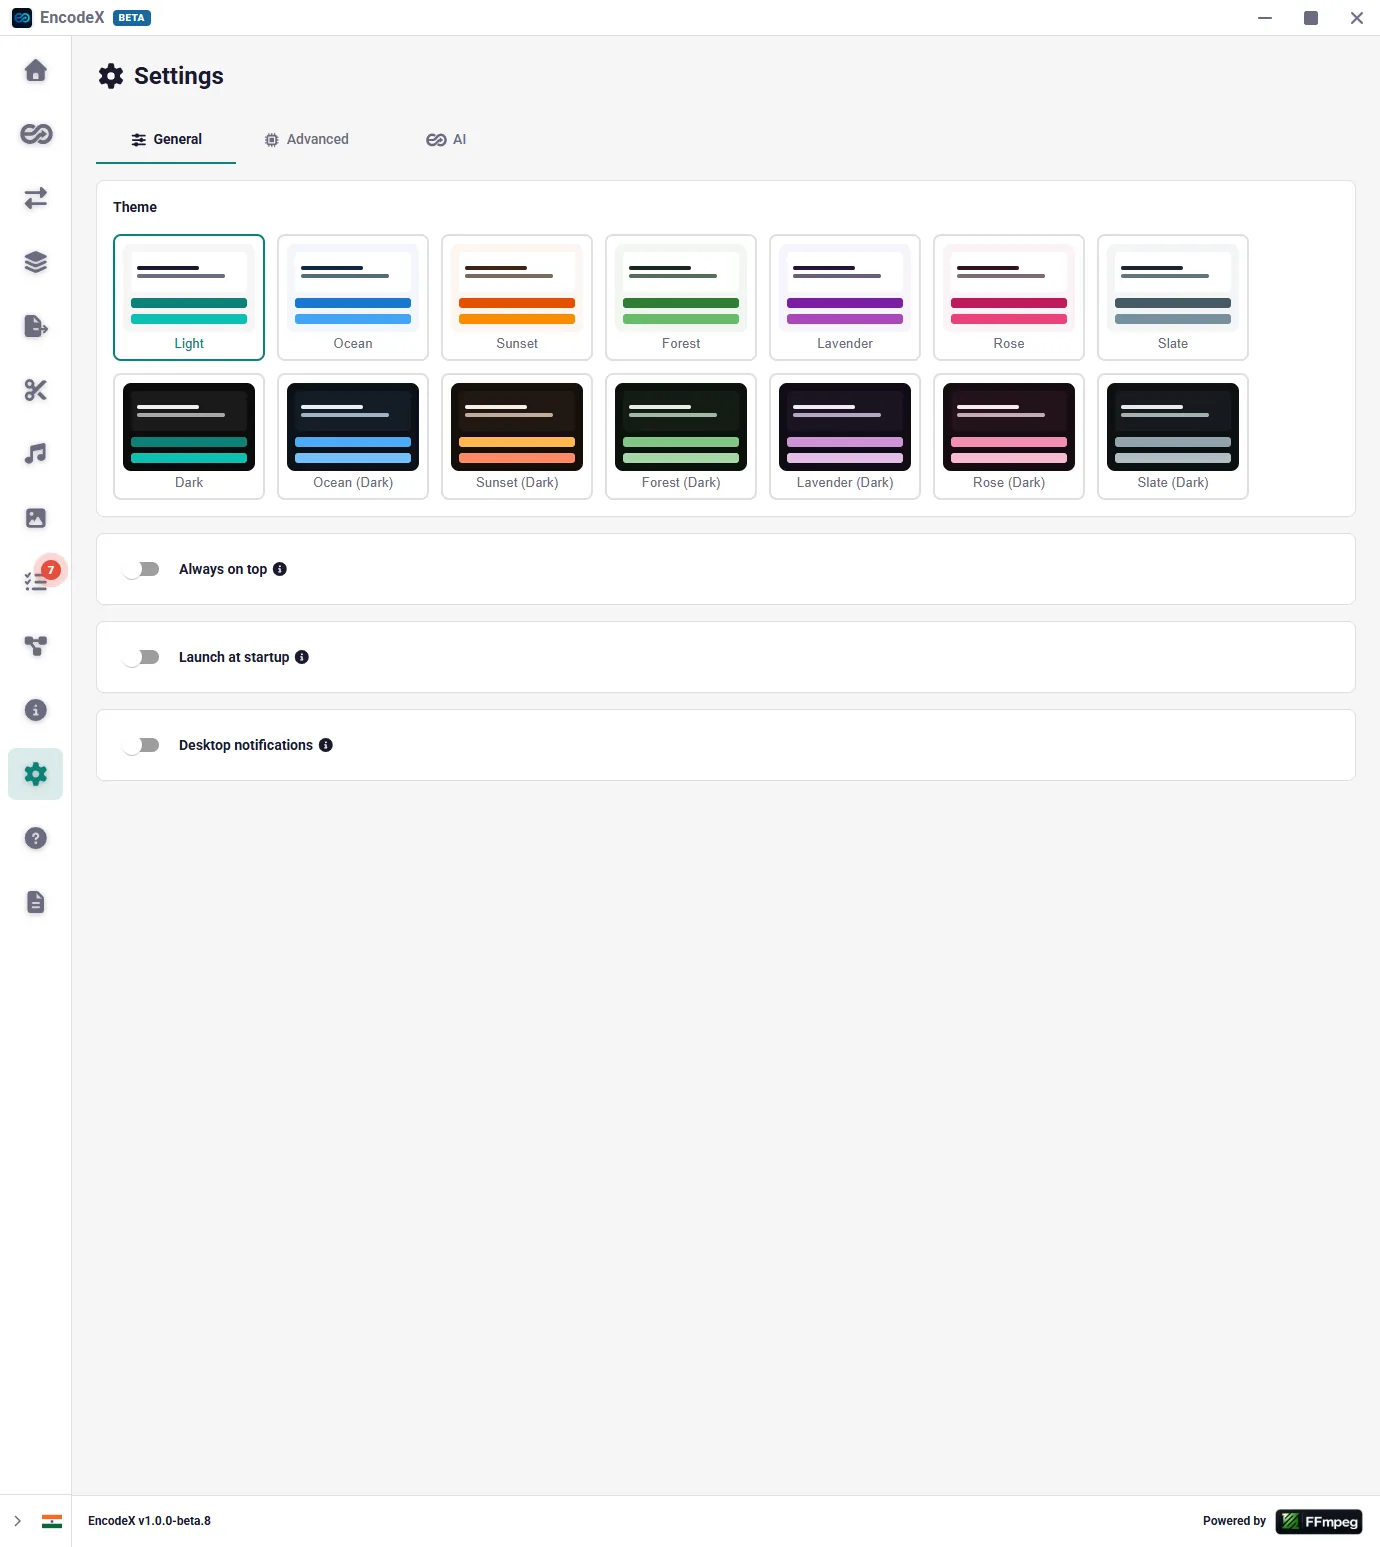 EncodeX BETA
Settings
General Advanced AI
Theme
Light Ocean Sunset Forest Lavender Rose Slate
Dark Ocean (Dark) Sunset (Dark) Forest (Dark) Lavender (Dark) Rose (Dark) Slate (Dark)
Always on top
7
Launch at startup
Desktop notifications
EncodeX v1.0.0-beta.8 Powered by FFmpeg